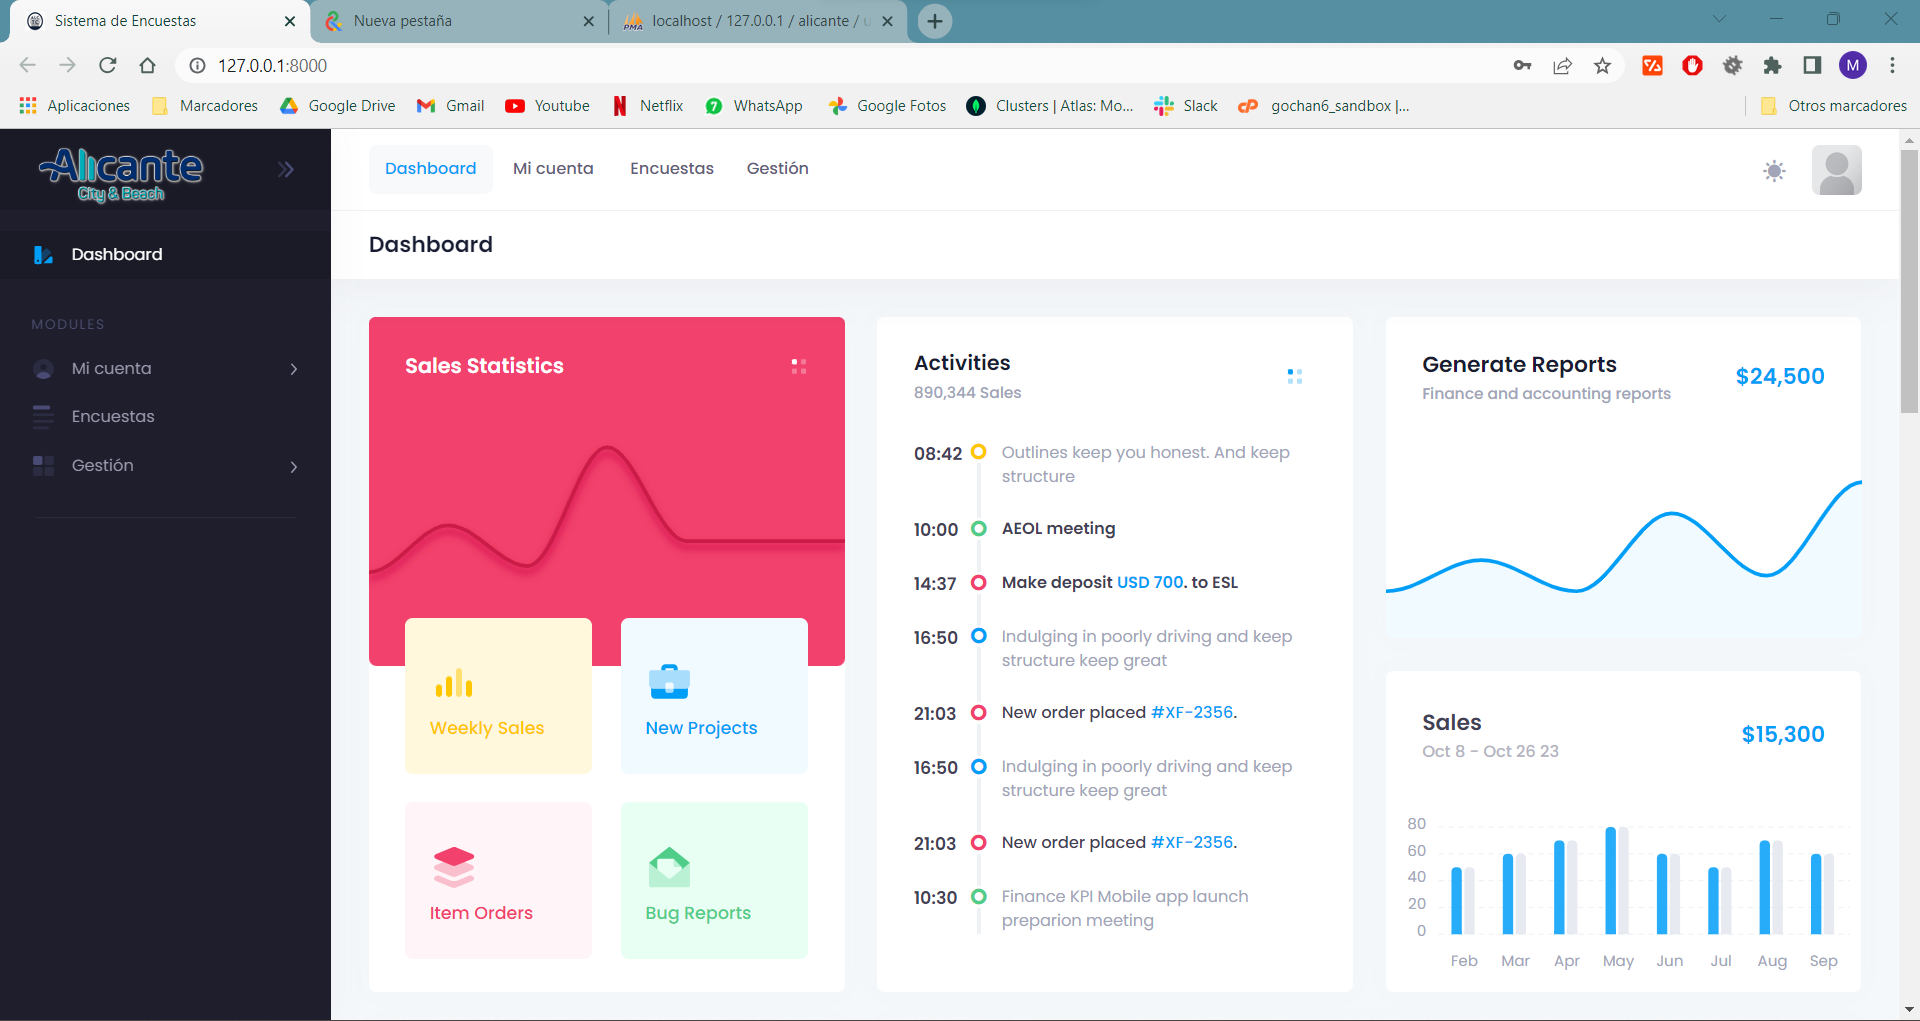 Sistema de Encuestas
Nueva pestaña
localhost / 127.0.0.1 / alicante / u
127.0.0.1:8000
M
Aplicaciones
Marcadores
Google Drive
Gmail
Youtube
Netflix
WhatsApp
Google Fotos
Clusters | Atlas: Mo...
Slack
gochan6_sandbox |...
Otros marcadores
Alicante
City & Beach
Dashboard
MODULES
Mi cuenta
Encuestas
Gestión
Dashboard
Mi cuenta
Encuestas
Gestión
Dashboard
Sales Statistics
Weekly Sales
New Projects
Item Orders
Bug Reports
Activities
890,344 Sales
08:42 Outlines keep you honest. And keep
structure
10:00 AEOL meeting
14:37 Make deposit USD 700. to ESL
16:50 Indulging in poorly driving and keep
structure keep great
21:03 New order placed #XF-2356.
16:50 Indulging in poorly driving and keep
structure keep great
21:03 New order placed #XF-2356.
10:30 Finance KPI Mobile app launch
preparion meeting
Generate Reports
Finance and accounting reports
$24,500
Sales
Oct 8 - Oct 26 23
$15,300
80
60
40
20
0
Feb Mar Apr May Jun Jul Aug Sep